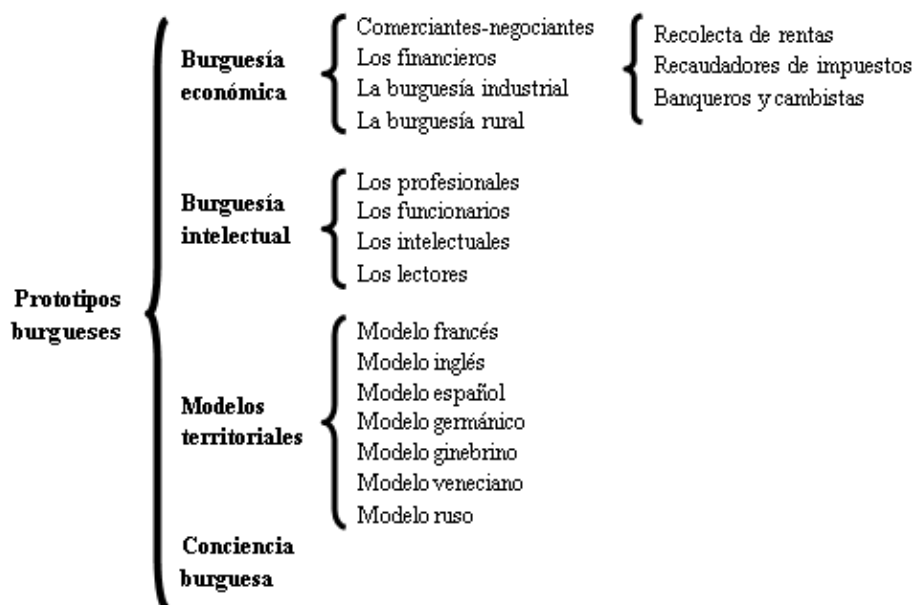 Prototipos
burgueses
Burguesía
económica
Comerciantes-negociantes
Los financieros
La burguesía industrial
La burguesía rural
Recolecta de rentas
Recaudadores de impuestos
Banqueros y cambistas
Burguesía
intelectual
Los profesionales
Los funcionarios
Los intelectuales
Los lectores
Modelos
territoriales
Modelo francés
Modelo inglés
Modelo español
Modelo germánico
Modelo ginebrino
Modelo veneciano
Modelo ruso
Conciencia
burguesa